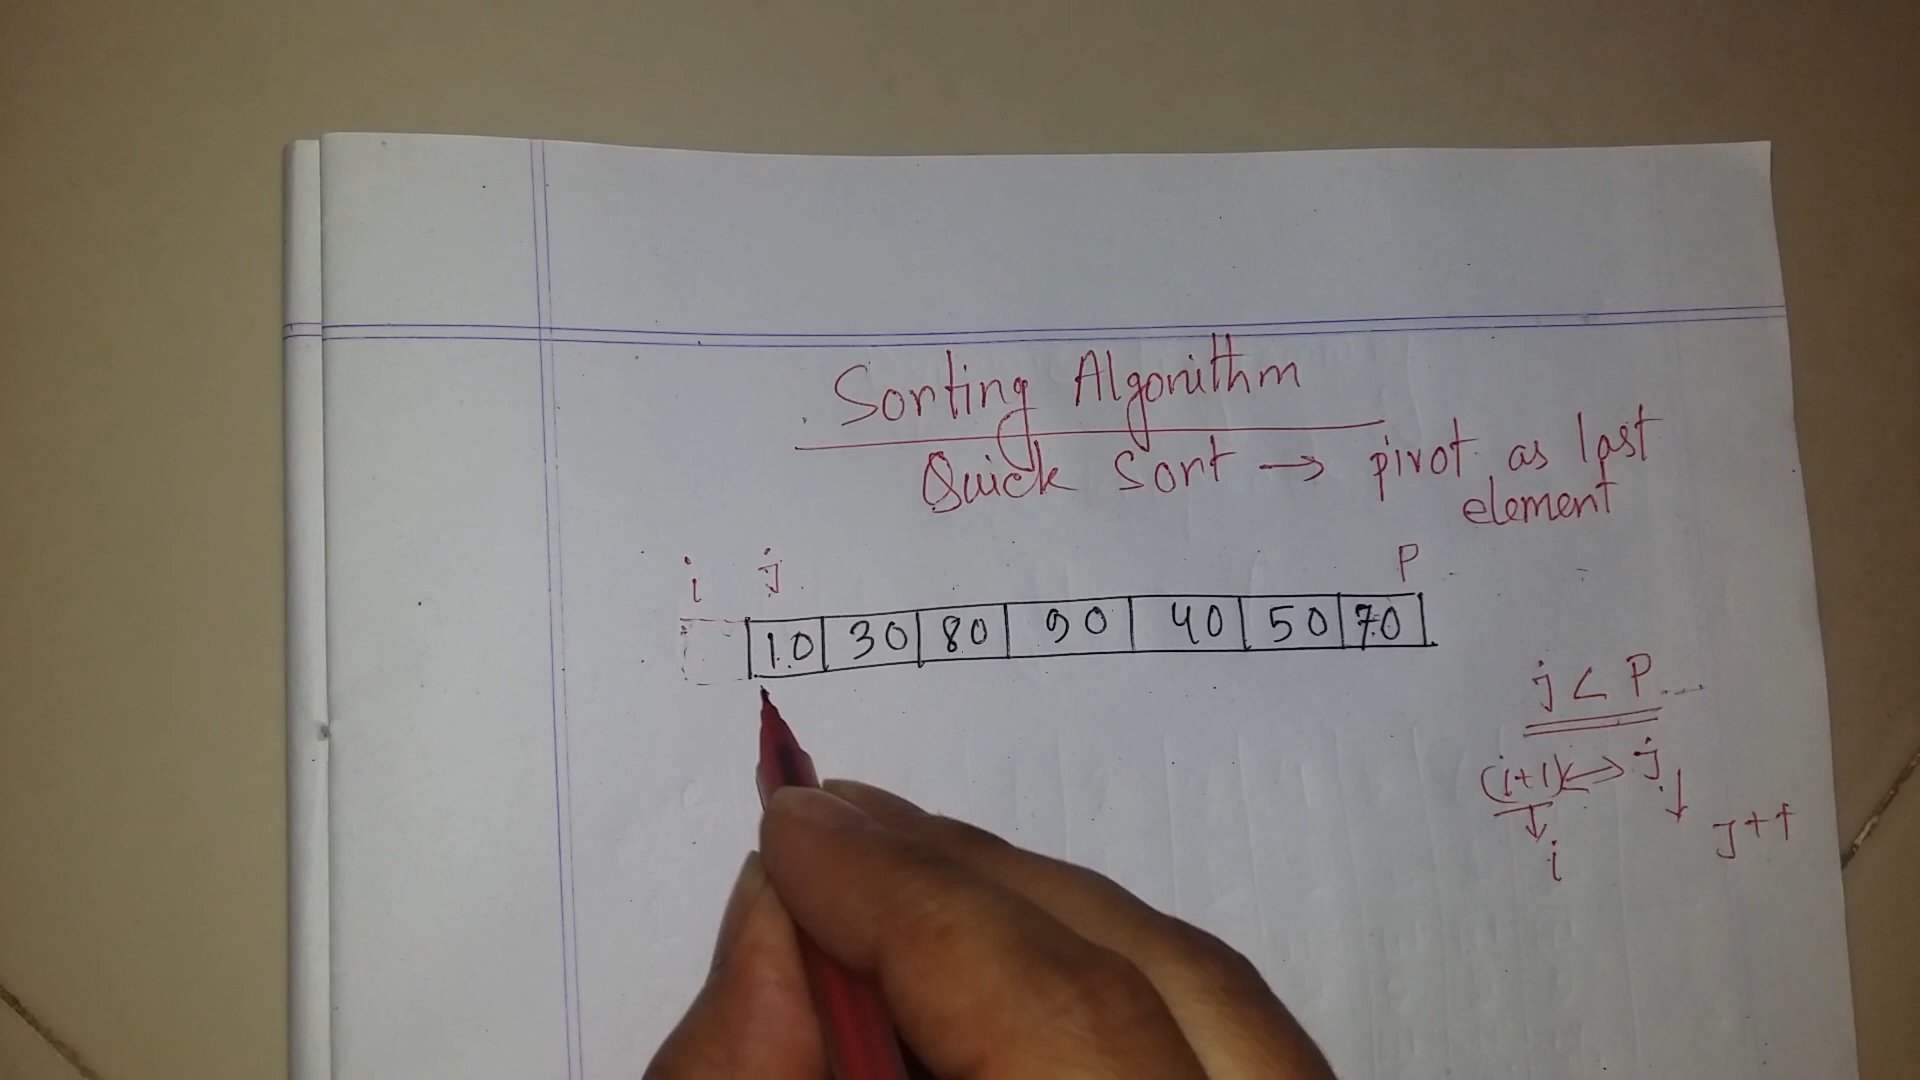 Sorting Algorithm
Quick Sort → pivot as last
element
i j P
10 30 80 90 40 50 70
j < P
(i+1) ↔ j
↓ ↓
i j++